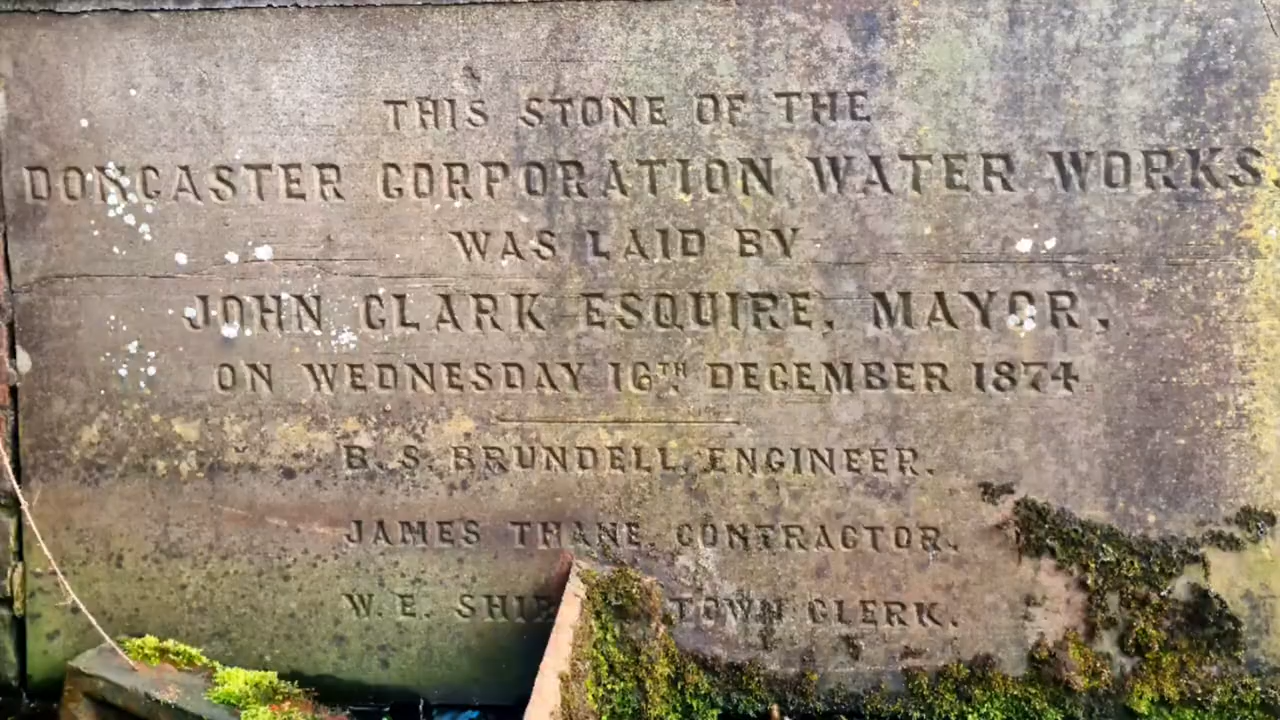 THIS STONE OF THE
DONCASTER CORPORATION WATER WORKS.
WAS LAID BY
JOHN CLARK ESQUIRE, MAYOR,
ON WEDNESDAY 16TH DECEMBER 1874
B. S. BRUNDELL, ENGINEER.
JAMES THANE, CONTRACTOR.
W. E. TOWN CLERK.